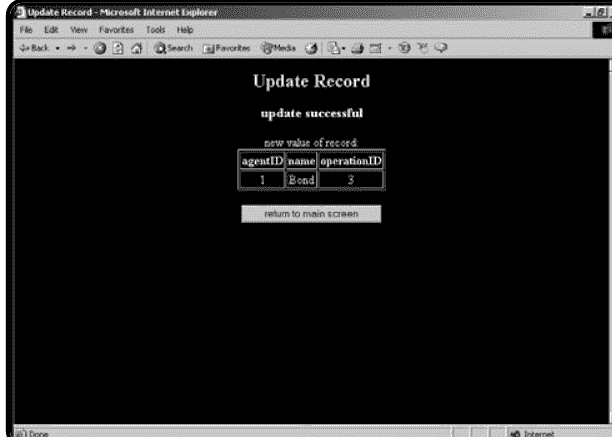 Update Record - Microsoft Internet Explorer
File Edit View Favorites Tools Help
Back Search Favorites Media
Update Record
update successful
new value of record:
agentID name operationID
1 Bond 3
return to main screen
Done Internet